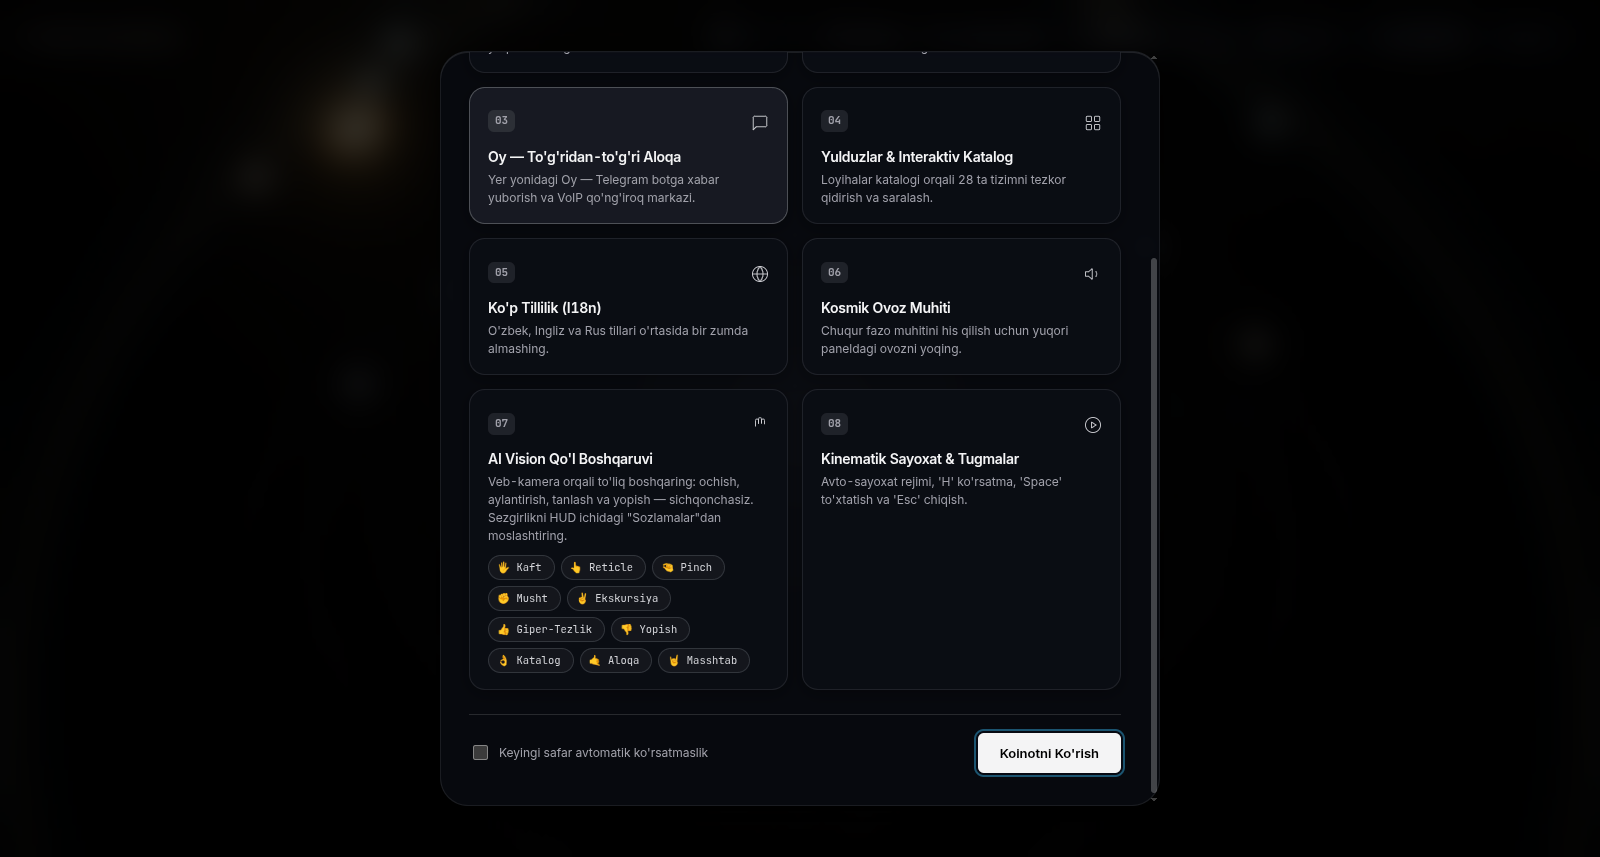 03
Oy — To'g'ridan-to'g'ri Aloqa
Yer yonidagi Oy — Telegram botga xabar
yuborish va VoIP qo'ng'iroq markazi.
04
Yulduzlar & Interaktiv Katalog
Loyihalar katalogi orqali 28 ta tizimni tezkor
qidirish va saralash.
05
Ko'p Tillilik (I18n)
O'zbek, Ingliz va Rus tillari o'rtasida bir zumda
almashing.
06
Kosmik Ovoz Muhiti
Chuqur fazo muhitini his qilish uchun yuqori
paneldagi ovozni yoqing.
07
AI Vision Qo'l Boshqaruvi
Veb-kamera orqali to'liq boshqaring: ochish,
aylantirish, tanlash va yopish — sichqonchasiz.
Sezgirlikni HUD ichidagi "Sozlamalar"dan
moslashtiring.
🖐 Kaft 👆 Reticle 🤏 Pinch
✊ Musht ✌ Ekskursiya
👍 Giper-Tezlik 👎 Yopish
👌 Katalog 🤙 Aloqa 🤘 Masshtab
08
Kinematik Sayoxat & Tugmalar
Avto-sayoxat rejimi, 'H' ko'rsatma, 'Space'
to'xtatish va 'Esc' chiqish.
Keyingi safar avtomatik ko'rsatmaslik
Koinotni Ko'rish